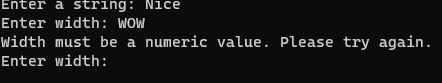 Enter a string: Nice
Enter width: WOW
Width must be a numeric value. Please try again.
Enter width: